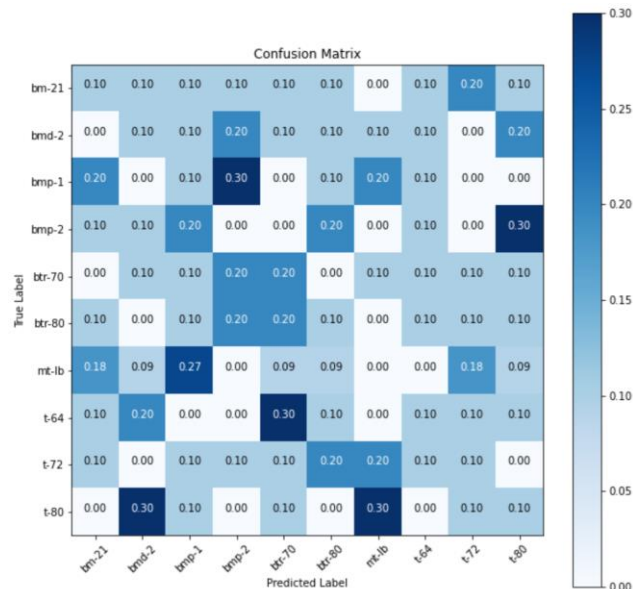 Confusion Matrix
bm-21 0.10 0.10 0.10 0.10 0.10 0.10 0.00 0.10 0.20 0.10
bmd-2 0.00 0.10 0.10 0.20 0.10 0.10 0.10 0.10 0.00 0.20
bmp-1 0.20 0.00 0.10 0.30 0.00 0.10 0.20 0.10 0.00 0.00
bmp-2 0.10 0.10 0.20 0.00 0.00 0.20 0.00 0.10 0.00 0.30
btr-70 0.00 0.10 0.10 0.20 0.20 0.00 0.10 0.10 0.10 0.10
btr-80 0.10 0.00 0.10 0.20 0.20 0.10 0.00 0.10 0.10 0.10
mt-lb 0.18 0.09 0.27 0.00 0.09 0.09 0.00 0.00 0.18 0.09
t-64 0.10 0.20 0.00 0.00 0.30 0.10 0.00 0.10 0.10 0.10
t-72 0.10 0.00 0.10 0.10 0.10 0.20 0.20 0.10 0.10 0.00
t-80 0.00 0.30 0.10 0.00 0.10 0.00 0.30 0.00 0.10 0.10
bm-21 bmd-2 bmp-1 bmp-2 btr-70 btr-80 mt-lb t-64 t-72 t-80
Predicted Label
True Label
0.30
0.25
0.20
0.15
0.10
0.05
0.00